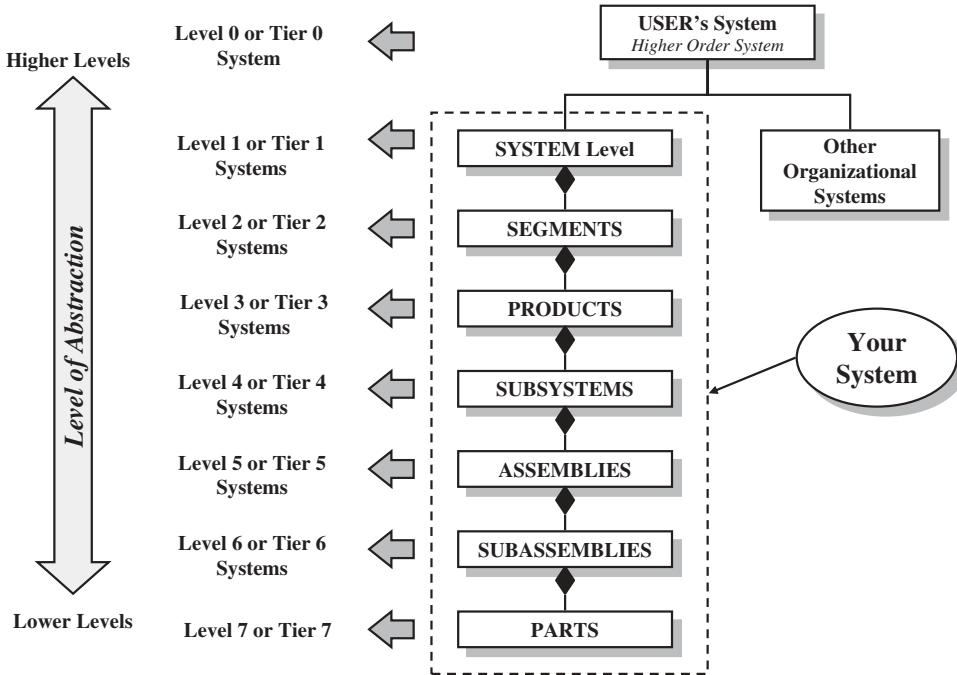 USER's System
Higher Order System
Level 0 or Tier 0
System
Higher Levels
Level 1 or Tier 1
Systems
SYSTEM Level
Other
Organizational
Systems
Level 2 or Tier 2
Systems
SEGMENTS
Level 3 or Tier 3
Systems
PRODUCTS
Your
System
Level of Abstraction
Level 4 or Tier 4
Systems
SUBSYSTEMS
Level 5 or Tier 5
Systems
ASSEMBLIES
Level 6 or Tier 6
Systems
SUBASSEMBLIES
Lower Levels
Level 7 or Tier 7
PARTS